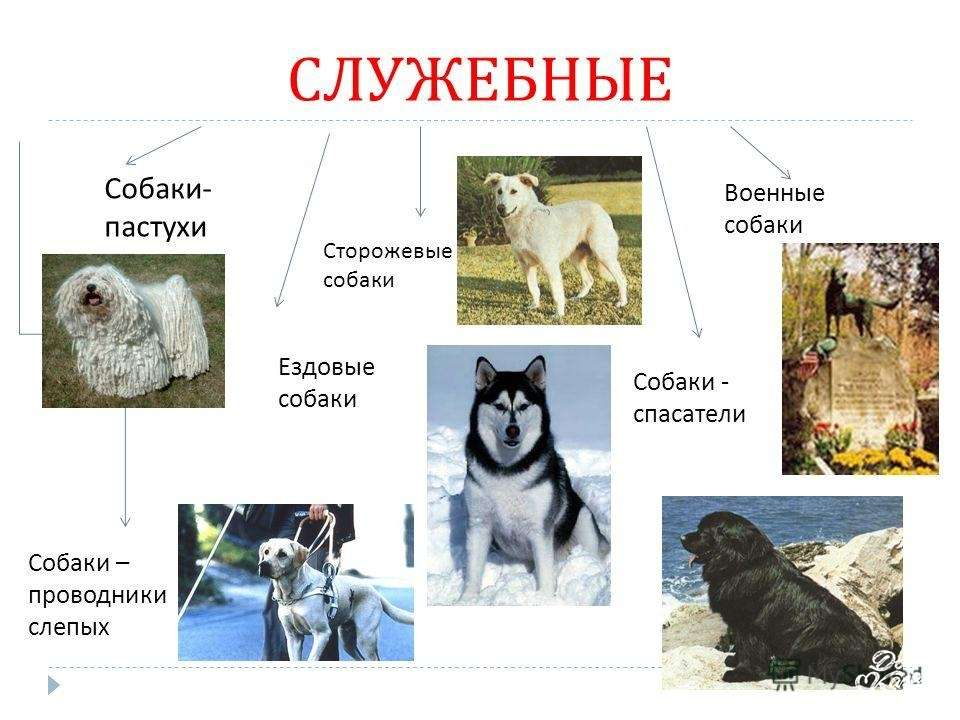 СЛУЖЕБНЫЕ
Собаки-
пастухи
Сторожевые
собаки
Военные
собаки
Ездовые
собаки
Собаки -
спасатели
Собаки –
проводники
слепых